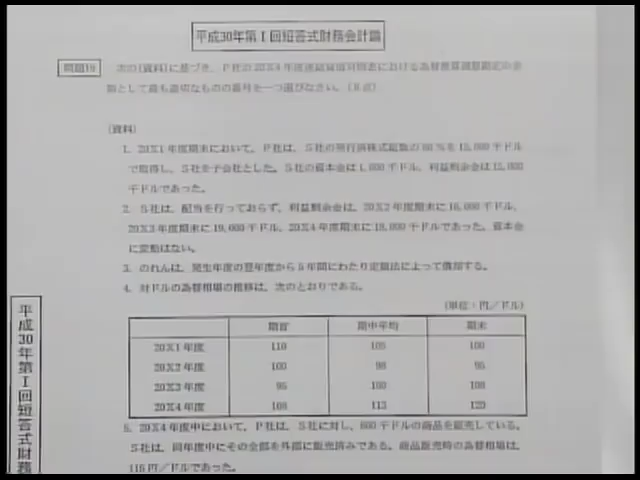 平成30年第Ⅰ回短答式財務会計論
問題19 次の〔資料〕に基づき、P社の20X4年度連結貸借対照表における為替換算調整勘定の金
額として最も適切なものの番号を一つ選びなさい。(8点)
〔資料〕
1. 20X1年度期末において、P社は、S社の発行済株式総数の60%を15,000千ドル
で取得し、S社を子会社とした。S社の資本金は、利益剰余金は15,000
千ドルであった。
2. S社は、配当を行っておらず、利益剰余金は、20X2年度期末に16,000千ドル、
20X3年度期末に19,000千ドル、20X4年度期末に18,000千ドルであった。資本金
に変動はない。
3. のれんは、発生年度の翌年度から5年間にわたり定額法によって償却する。
4. 対ドルの為替相場の推移は、次のとおりである。
(単位:円/ドル)
期首 期中平均 期末
20X1年度 110 105 100
20X2年度 100 98 95
20X3年度 95 100 108
20X4年度 108 113 120
5. 20X4年度中において、P社は、S社に対し、600千ドルの商品を販売している。
S社は、同年度中にその全部を外部に販売済みである。商品販売時の為替相場は、
115円/ドルであった。
平成30年第Ⅰ回短答式財務